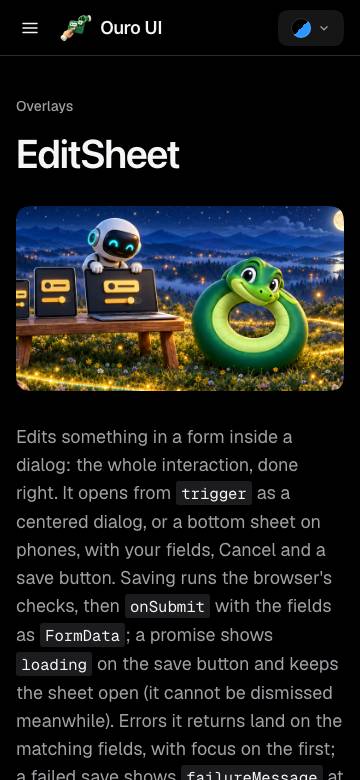 Ouro UI
Overlays
EditSheet
Edits something in a form inside a
dialog: the whole interaction, done
right. It opens from trigger as a
centered dialog, or a bottom sheet on
phones, with your fields, Cancel and a
save button. Saving runs the browser's
checks, then onSubmit with the fields
as FormData; a promise shows
loading on the save button and keeps
the sheet open (it cannot be dismissed
meanwhile). Errors it returns land on the
matching fields, with focus on the first;
a failed save shows failureMessage at